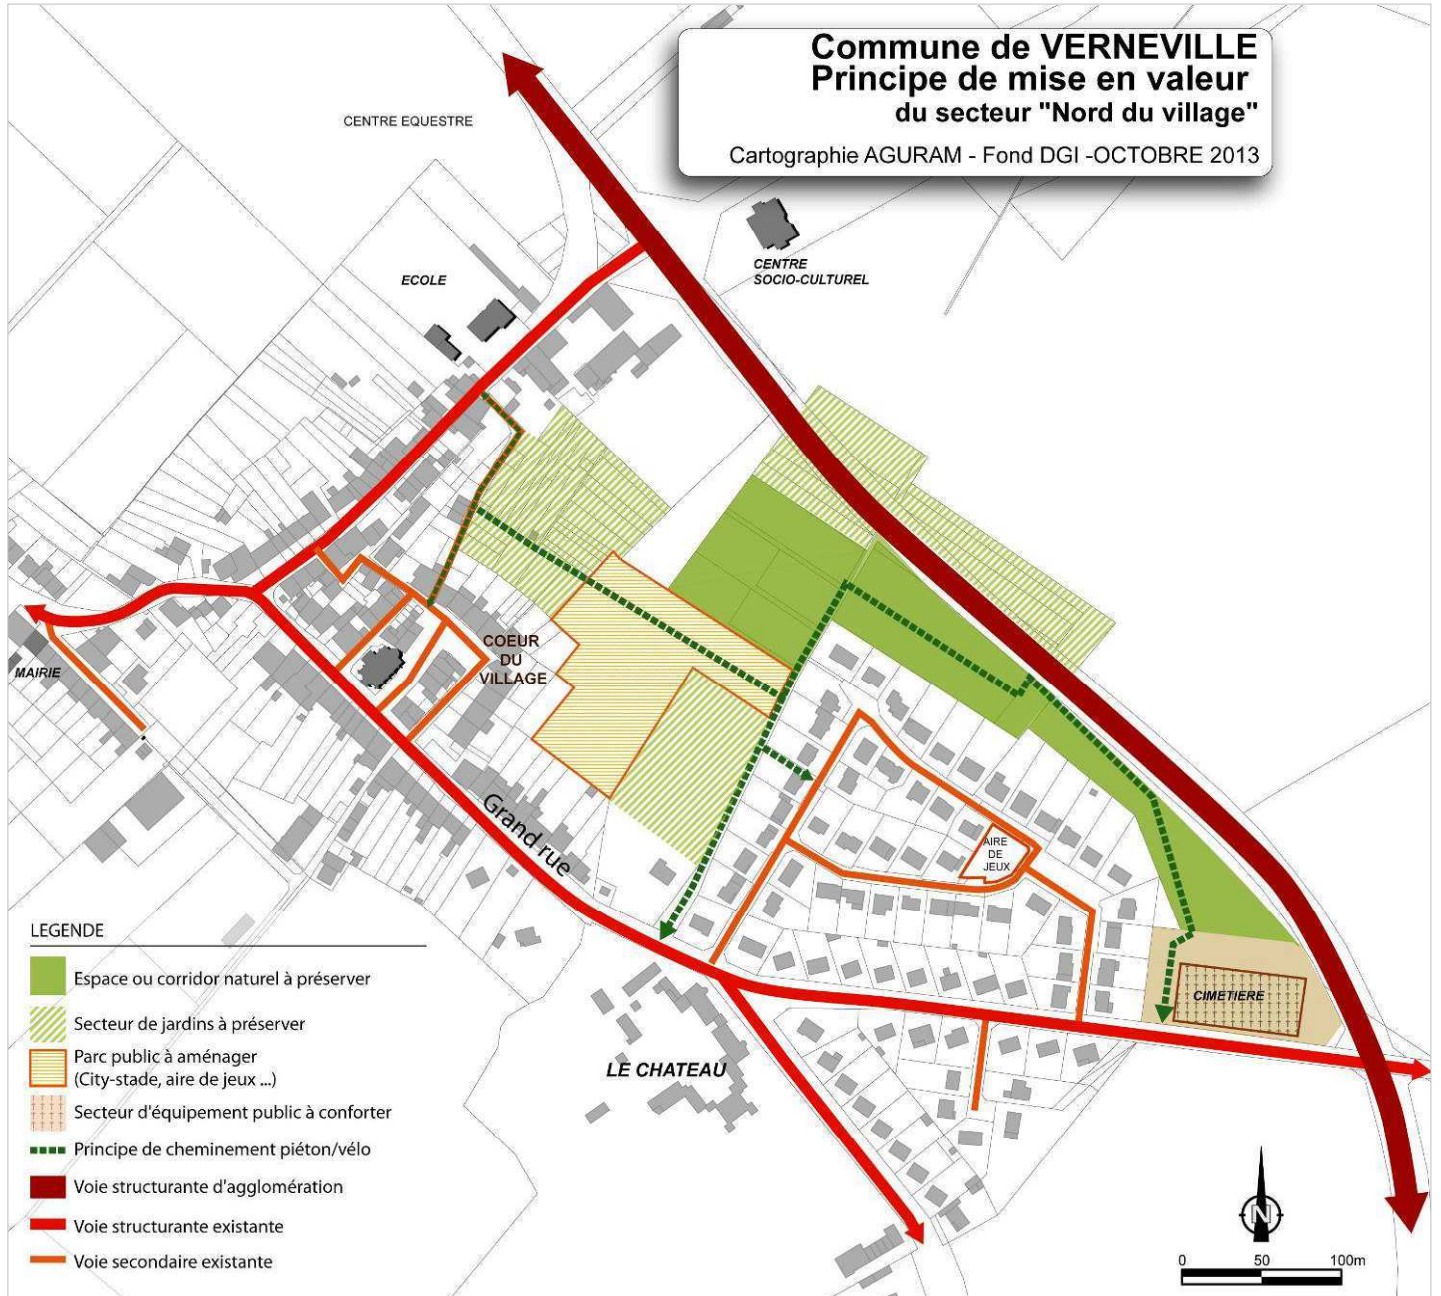 Commune de VERNEVILLE
Principe de mise en valeur
du secteur "Nord du village"
Cartographie AGURAM - Fond DGI -OCTOBRE 2013
CENTRE EQUESTRE
CENTRE
SOCIO-CULTUREL
ECOLE
COEUR
DU
VILLAGE
MAIRIE
Grand rue
AIRE
DE
JEUX
CIMETIERE
LE CHATEAU
LEGENDE
Espace ou corridor naturel à préserver
Secteur de jardins à préserver
Parc public à aménager
(City-stade, aire de jeux ...)
Secteur d'équipement public à conforter
Principe de cheminement piéton/vélo
Voie structurante d'agglomération
Voie structurante existante
Voie secondaire existante
N
0 50 100m